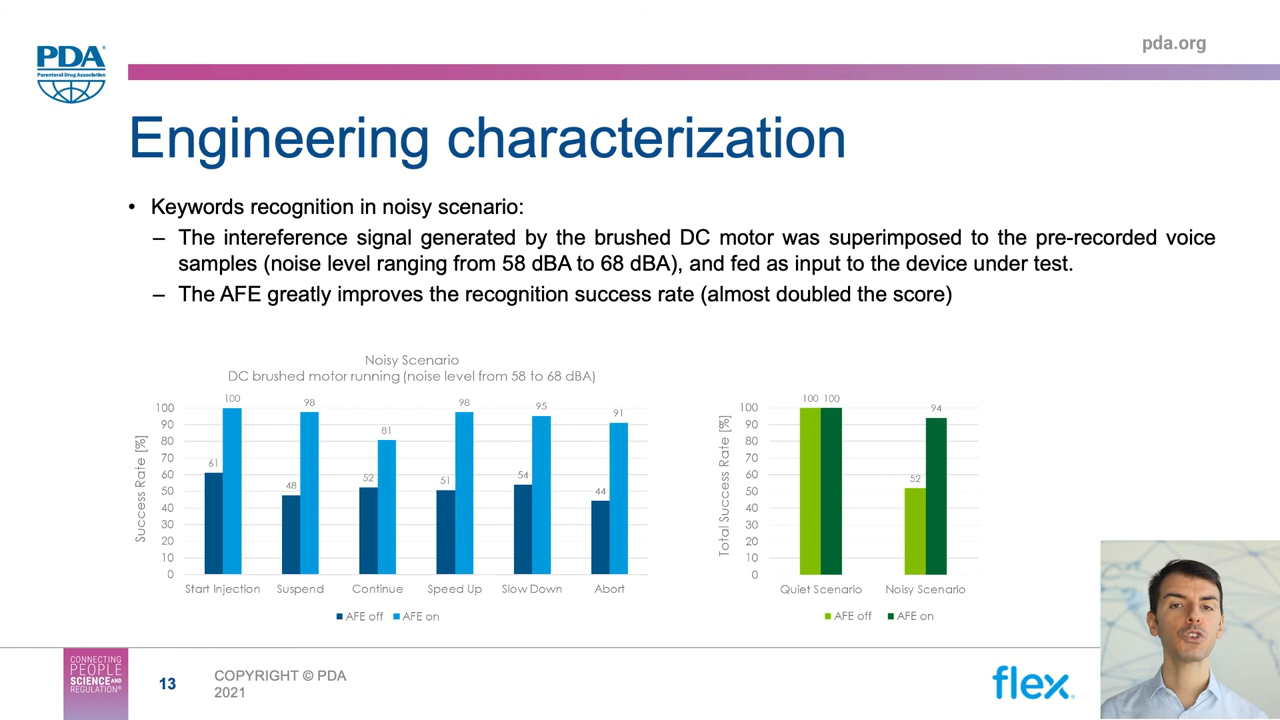 pda.org
PDA
Parenteral Drug Association
Engineering characterization
• Keywords recognition in noisy scenario:
– The intereference signal generated by the brushed DC motor was superimposed to the pre-recorded voice
samples (noise level ranging from 58 dBA to 68 dBA), and fed as input to the device under test.
– The AFE greatly improves the recognition success rate (almost doubled the score)
Noisy Scenario
DC brushed motor running (noise level from 58 to 68 dBA)
Success Rate [%]
100
90
80
70
60
50
40
30
20
10
0
61 100
48 98
52 81
51 98
54 95
44 91
Start Injection Suspend Continue Speed Up Slow Down Abort
AFE off AFE on
Total Success Rate [%]
100
90
80
70
60
50
40
30
20
10
0
100 100
52 94
Quiet Scenario Noisy Scenario
AFE off AFE on
CONNECTING
PEOPLE
SCIENCE AND
REGULATION®
13
COPYRIGHT © PDA
2021
flex